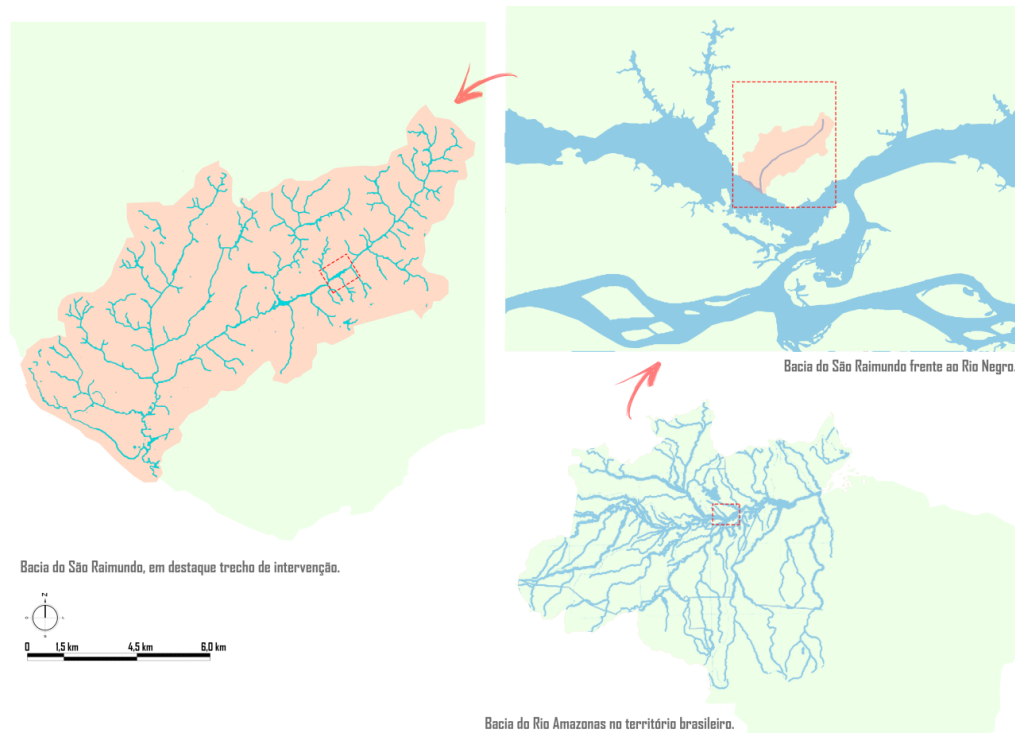 Bacia do São Raimundo frente ao Rio Negro.
Bacia do São Raimundo, em destaque trecho de intervenção.
N
0 1,5 km 4,5 km 6,0 km
Bacia do Rio Amazonas no território brasileiro.